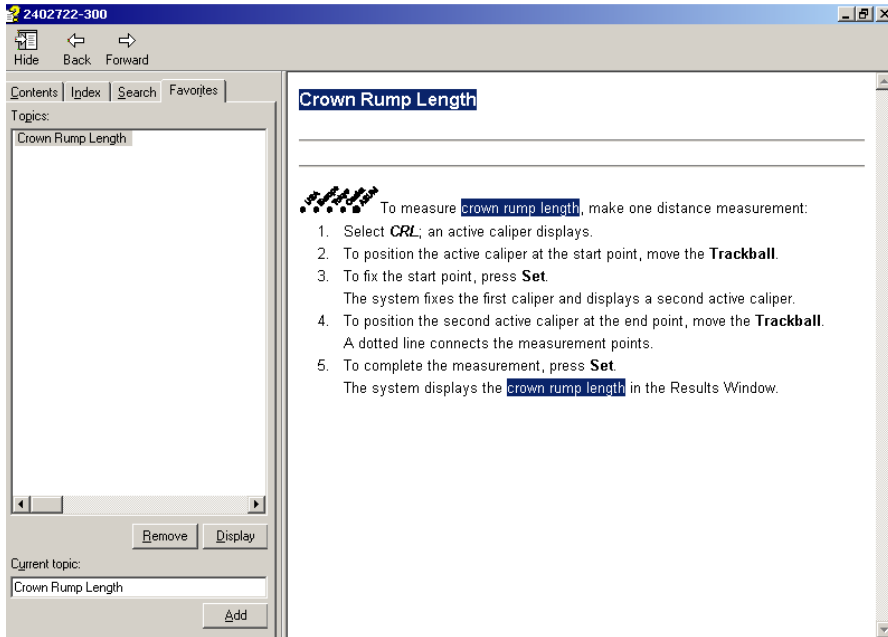 2402722-300
Hide Back Forward
Contents Index Search Favorites
Topics:
Crown Rump Length
Remove Display
Current topic:
Crown Rump Length
Add
Crown Rump Length
USA Europe Tokyo Osaka ASUM
To measure crown rump length, make one distance measurement:
1. Select CRL; an active caliper displays.
2. To position the active caliper at the start point, move the Trackball.
3. To fix the start point, press Set.
The system fixes the first caliper and displays a second active caliper.
4. To position the second active caliper at the end point, move the Trackball.
A dotted line connects the measurement points.
5. To complete the measurement, press Set.
The system displays the crown rump length in the Results Window.